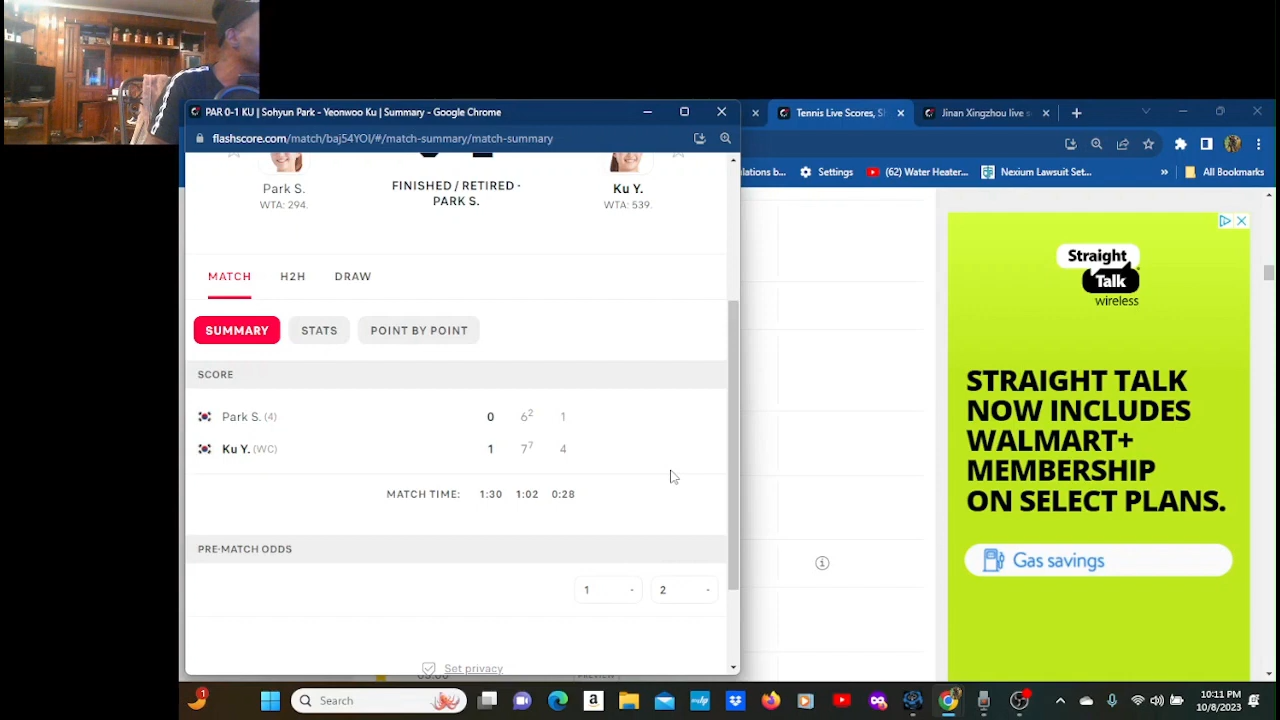 PAR 0-1 KU | Sohyun Park - Yeonwoo Ku | Summary - Google Chrome
Tennis Live Scores, S
Jinan Xingzhou live s
flashscore.com/match/baj54YOl/#/match-summary/match-summary
ulations b...
Settings
(62) Water Heater...
Nexium Lawsuit Set...
»
All Bookmarks
Park S.
WTA: 294.
FINISHED / RETIRED -
PARK S.
Ku Y.
WTA: 539.
MATCH
H2H
DRAW
SUMMARY
STATS
POINT BY POINT
SCORE
Park S. (4) 0 6² 1
Ku Y. (WC) 1 7⁷ 4
MATCH TIME: 1:30 1:02 0:28
PRE-MATCH ODDS
1 -
2 -
Set privacy
Straight
Talk
wireless
STRAIGHT TALK
NOW INCLUDES
WALMART+
MEMBERSHIP
ON SELECT PLANS.
Gas savings
1
Search
10:11 PM
10/8/2023